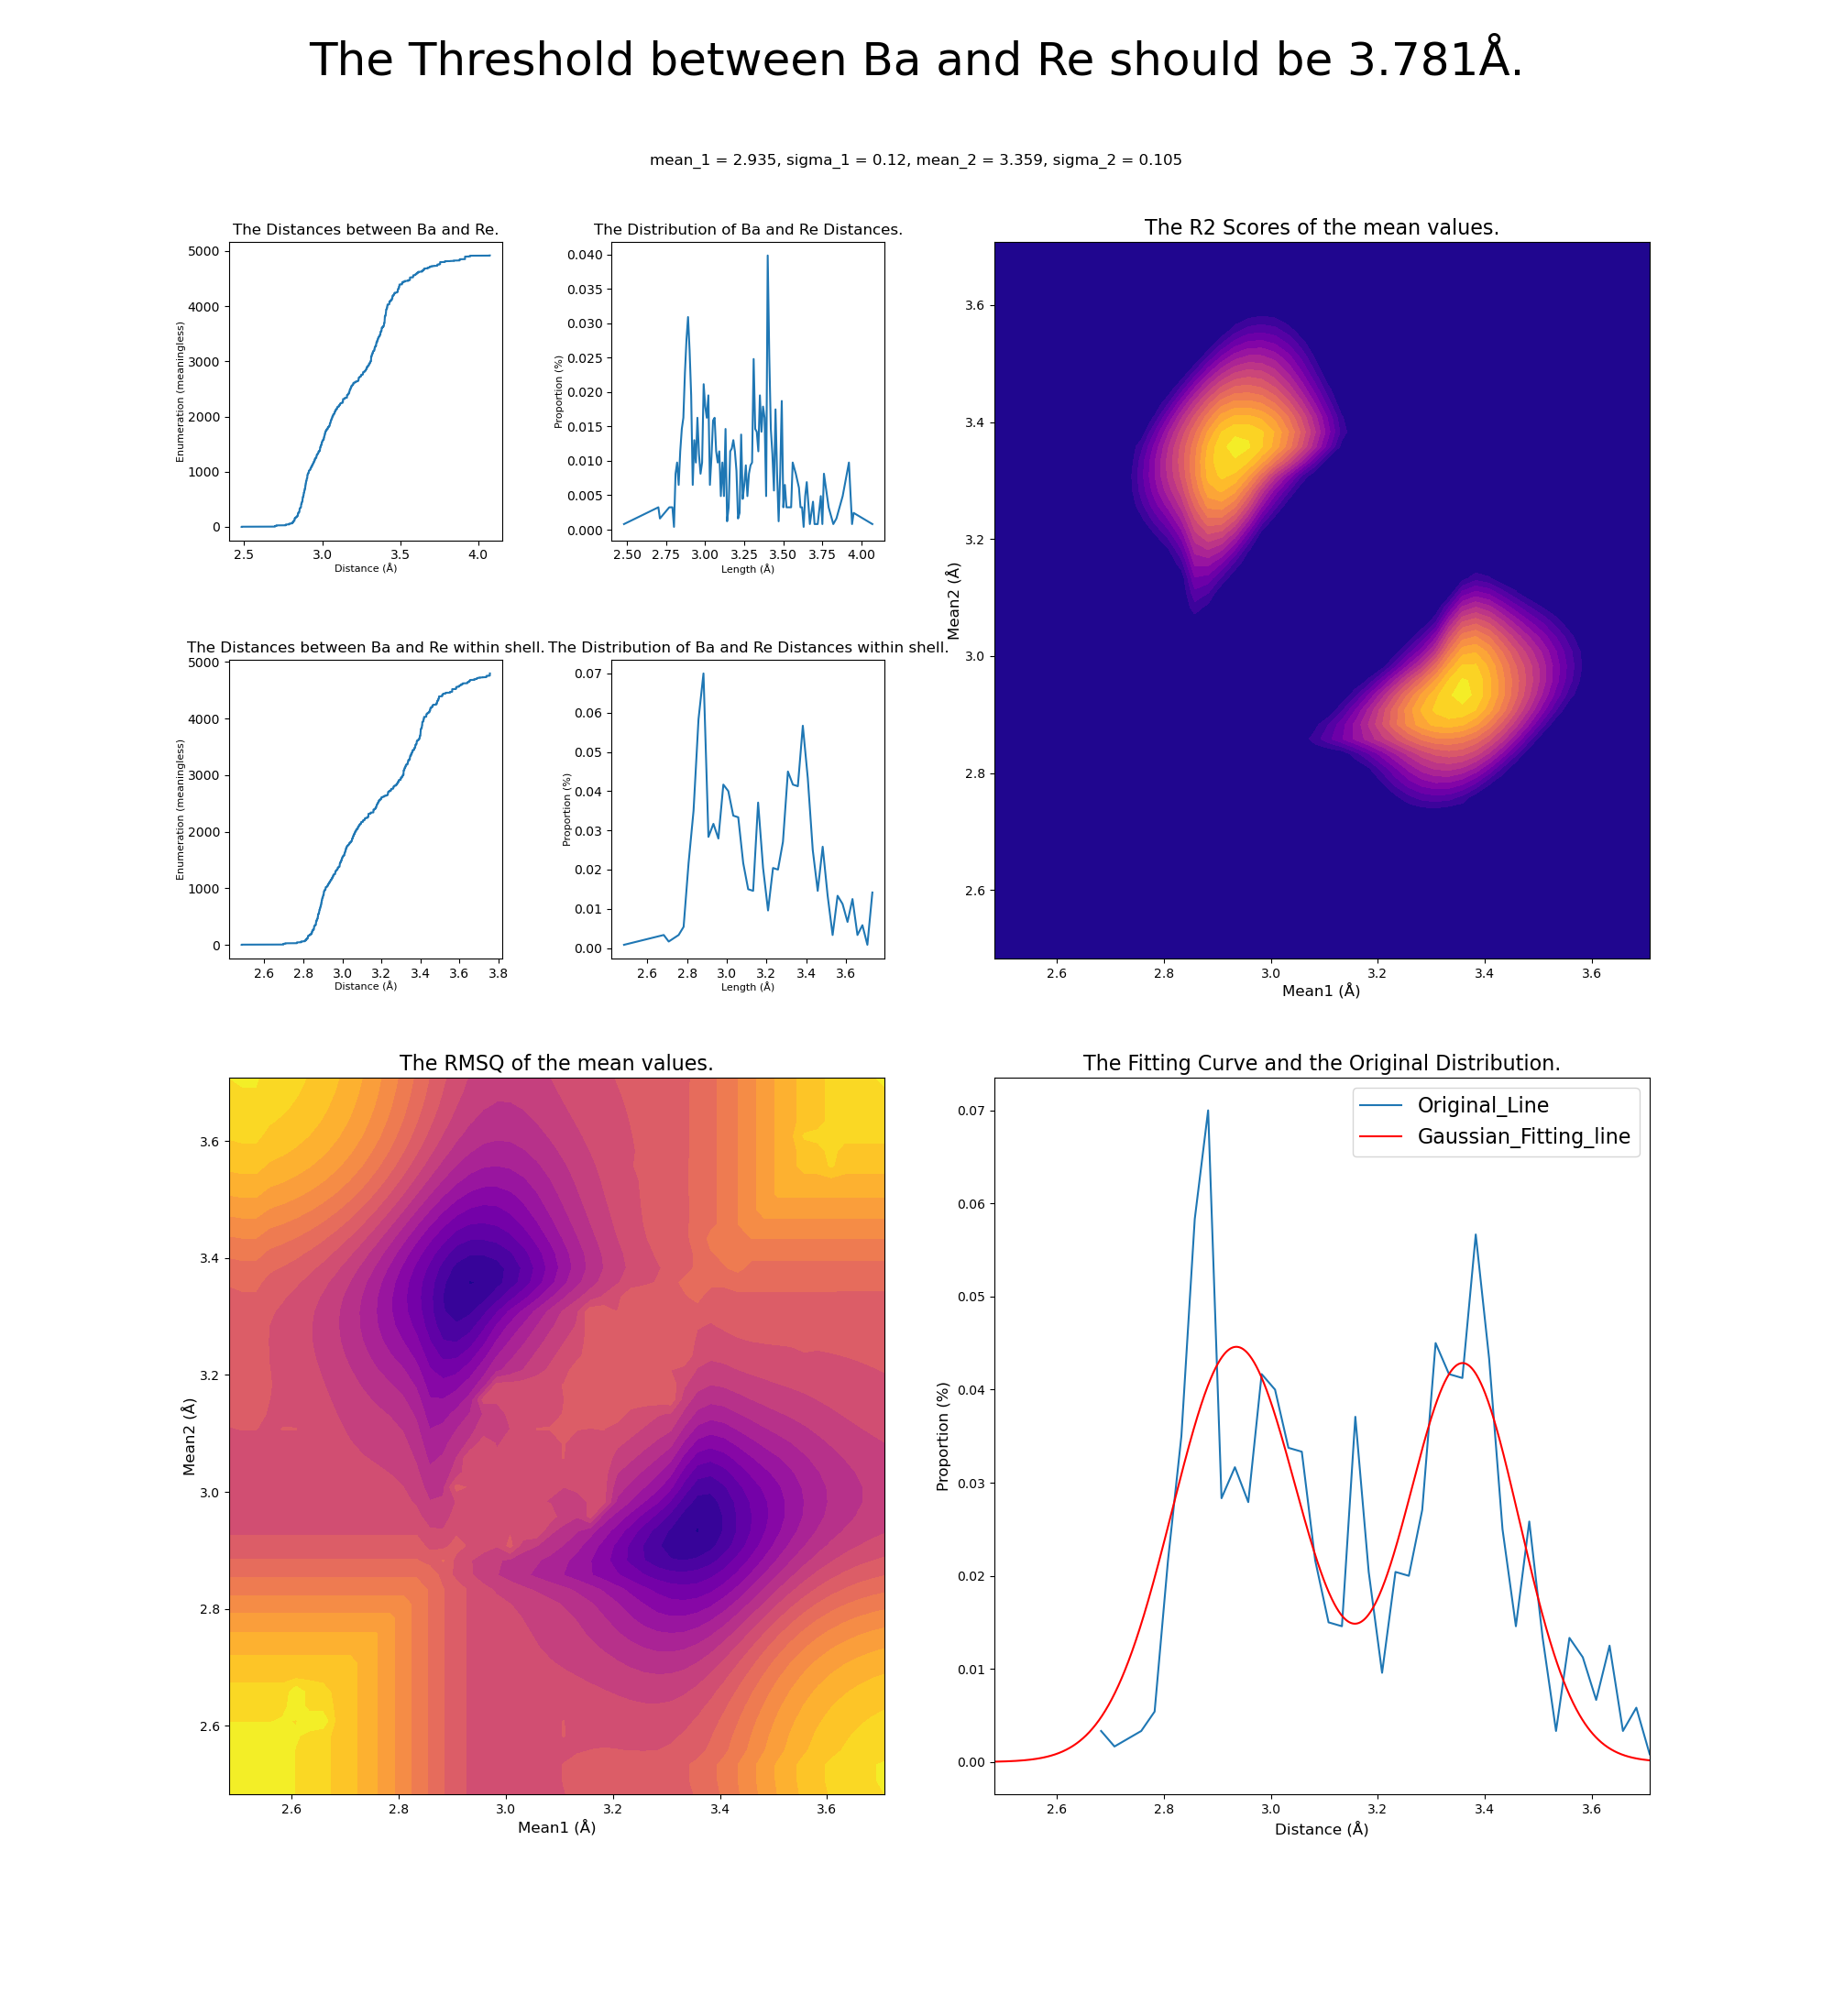 The Threshold between Ba and Re should be 3.781Å.
mean_1 = 2.935, sigma_1 = 0.12, mean_2 = 3.359, sigma_2 = 0.105
The Distances between Ba and Re.
Enumeration (meaningless)
5000
4000
3000
2000
1000
0
2.5 3.0 3.5 4.0
Distance (Å)
The Distribution of Ba and Re Distances.
Proportion (%)
0.040
0.035
0.030
0.025
0.020
0.015
0.010
0.005
0.000
2.50 2.75 3.00 3.25 3.50 3.75 4.00
Length (Å)
The R2 Scores of the mean values.
Mean2 (Å)
3.6
3.4
3.2
3.0
2.8
2.6
2.6 2.8 3.0 3.2 3.4 3.6
Mean1 (Å)
The Distances between Ba and Re within shell.
Enumeration (meaningless)
5000
4000
3000
2000
1000
0
2.6 2.8 3.0 3.2 3.4 3.6 3.8
Distance (Å)
The Distribution of Ba and Re Distances within shell.
Proportion (%)
0.07
0.06
0.05
0.04
0.03
0.02
0.01
0.00
2.6 2.8 3.0 3.2 3.4 3.6
Length (Å)
The RMSQ of the mean values.
Mean2 (Å)
3.6
3.4
3.2
3.0
2.8
2.6
2.6 2.8 3.0 3.2 3.4 3.6
Mean1 (Å)
The Fitting Curve and the Original Distribution.
Original_Line
Gaussian_Fitting_line
Proportion (%)
0.07
0.06
0.05
0.04
0.03
0.02
0.01
0.00
2.6 2.8 3.0 3.2 3.4 3.6
Distance (Å)